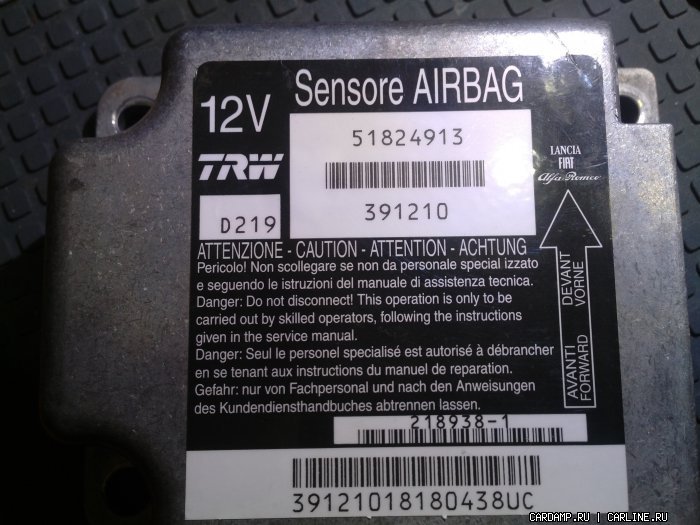 12V
Sensore AIRBAG
51824913
TRW
391210
D219
LANCIA
FIAT
Alfa Romeo
ATTENZIONE - CAUTION - ATTENTION - ACHTUNG
Pericolo! Non scollegare se non da personale special izzato
e seguendo le istruzioni del manuale di assistenza tecnica.
Danger: Do not disconnect! This operation is only to be
carried out by skilled operators, following the instructions
given in the service manual.
Danger: Seul le personel specialisé est autorisé à débrancher
en se tenant aux instructions du manuel de reparation.
Gefahr: nur von Fachpersonal und nach den Anweisungen
des Kundendiensthandbuches abtrennen lassen.
AVANTI DEVANT
FORWARD VORNE
218938-1
39121018180438UC
CARDAMP.RU | CARLINE.RU